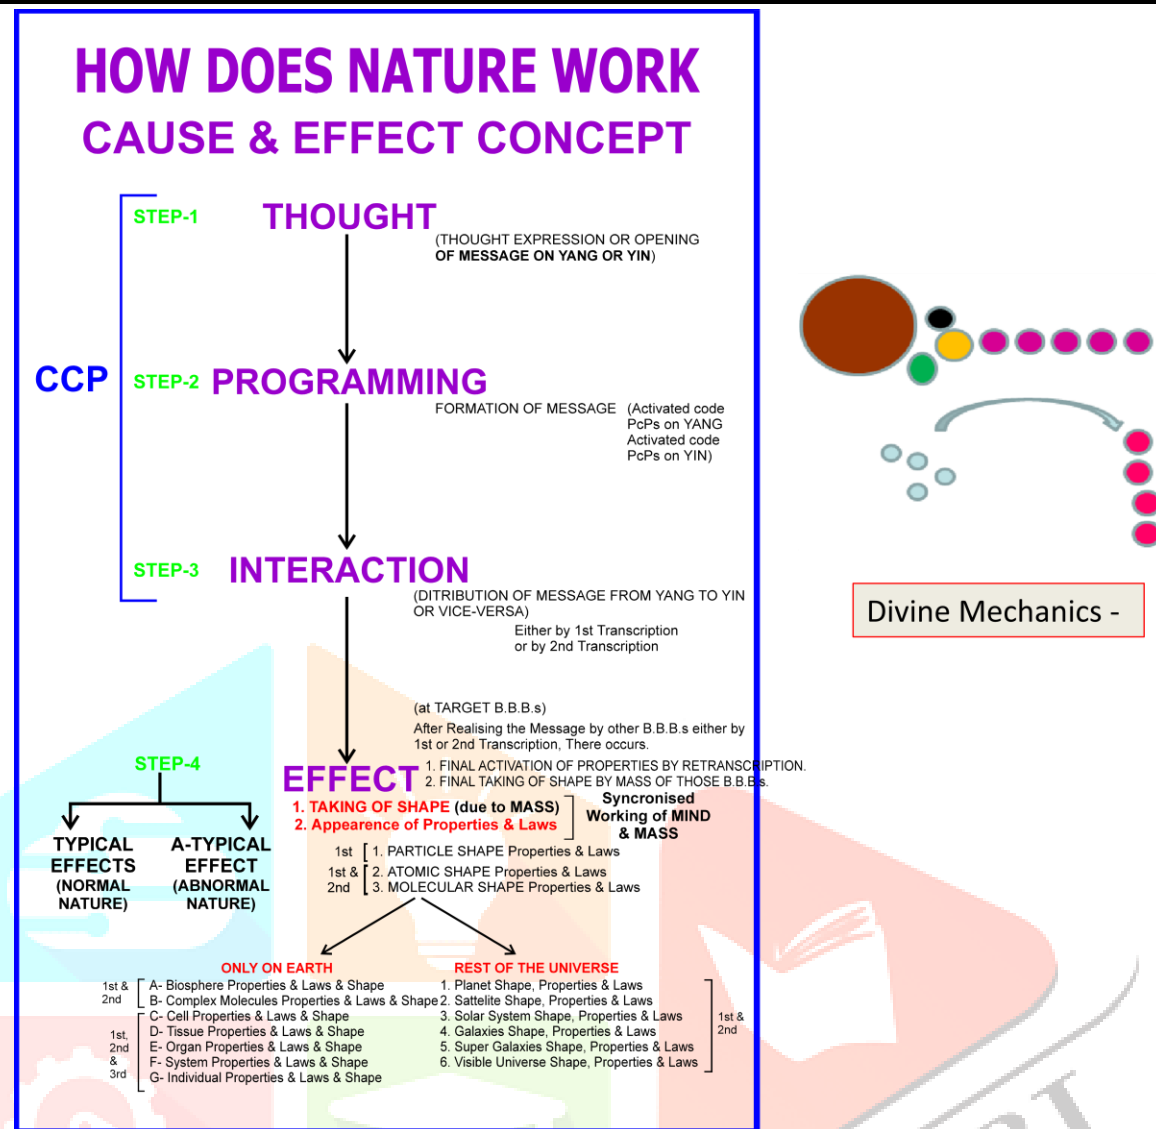 HOW DOES NATURE WORK
CAUSE & EFFECT CONCEPT
STEP-1
THOUGHT
(THOUGHT EXPRESSION OR OPENING
OF MESSAGE ON YANG OR YIN)
CCP
STEP-2
PROGRAMMING
FORMATION OF MESSAGE (Activated code
PcPs on YANG
Activated code
PcPs on YIN)
STEP-3
INTERACTION
(DITRIBUTION OF MESSAGE FROM YANG TO YIN
OR VICE-VERSA)
Either by 1st Transcription
or by 2nd Transcription
Divine Mechanics -
(at TARGET B.B.B.s)
After Realising the Message by other B.B.B.s either by
1st or 2nd Transcription, There occurs.
STEP-4
EFFECT
1. FINAL ACTIVATION OF PROPERTIES BY RETRANSCRIPTION.
2. FINAL TAKING OF SHAPE BY MASS OF THOSE B.B.B.s.
1. TAKING OF SHAPE (due to MASS)
2. Appearence of Properties & Laws
Syncronised
Working of MIND
& MASS
TYPICAL
EFFECTS
(NORMAL
NATURE)
A-TYPICAL
EFFECT
(ABNORMAL
NATURE)
1st
1. PARTICLE SHAPE Properties & Laws
1st &
2nd
2. ATOMIC SHAPE Properties & Laws
3. MOLECULAR SHAPE Properties & Laws
ONLY ON EARTH
1st &
2nd
A- Biosphere Properties & Laws & Shape
B- Complex Molecules Properties & Laws & Shape
1st,
2nd
&
3rd
C- Cell Properties & Laws & Shape
D- Tissue Properties & Laws & Shape
E- Organ Properties & Laws & Shape
F- System Properties & Laws & Shape
G- Individual Properties & Laws & Shape
REST OF THE UNIVERSE
1. Planet Shape, Properties & Laws
2. Sattelite Shape, Properties & Laws
3. Solar System Shape, Properties & Laws
4. Galaxies Shape, Properties & Laws
5. Super Galaxies Shape, Properties & Laws
6. Visible Universe Shape, Properties & Laws
1st &
2nd